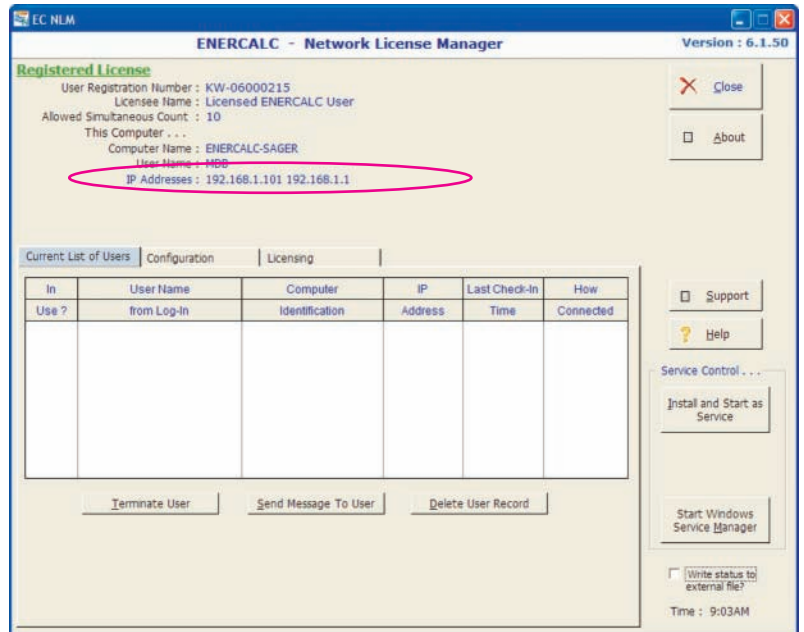 EC NLM
ENERCALC - Network License Manager
Version : 6.1.50
Registered License
User Registration Number : KW-06000215
Licensee Name : Licensed ENERCALC User
Allowed Simultaneous Count : 10
This Computer . . .
Computer Name : ENERCALC-SAGER
User Name : MDB
IP Addresses : 192.168.1.101 192.168.1.1
Close
About
Current List of Users
Configuration
Licensing
In User Name Computer IP Last Check-In How
Use ? from Log-In Identification Address Time Connected
Support
Help
Service Control . . .
Install and Start as
Service
Terminate User
Send Message To User
Delete User Record
Start Windows
Service Manager
Write status to
external file?
Time : 9:03AM